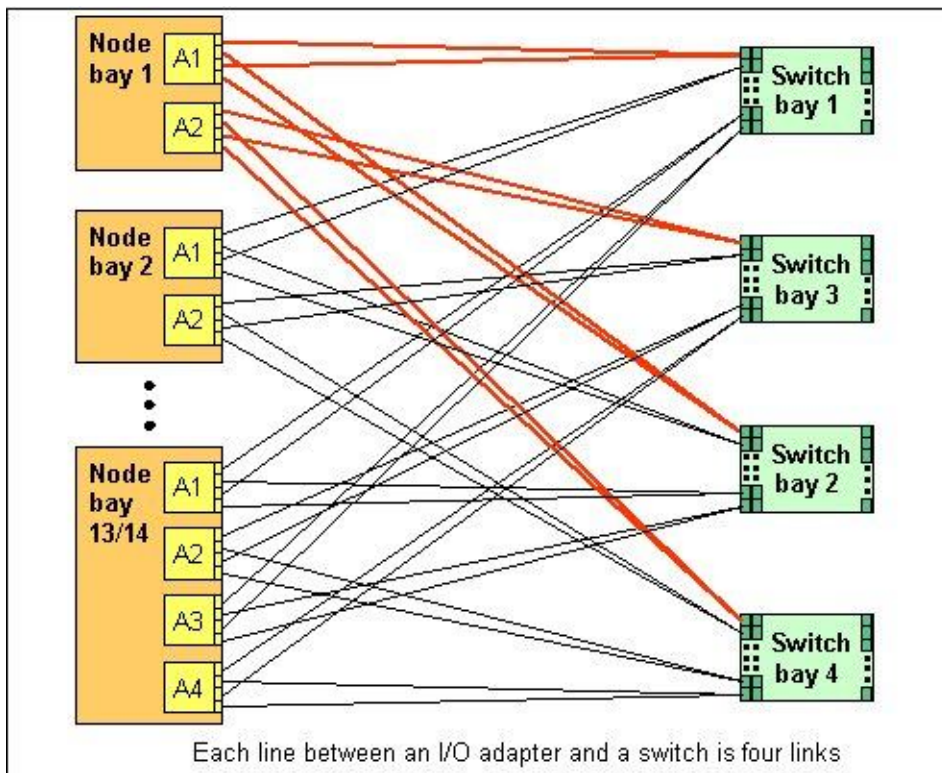 Node
bay 1
A1
A2
Node
bay 2
A1
A2
Node
bay
13/14
A1
A2
A3
A4
Switch
bay 1
Switch
bay 3
Switch
bay 2
Switch
bay 4
Each line between an I/O adapter and a switch is four links